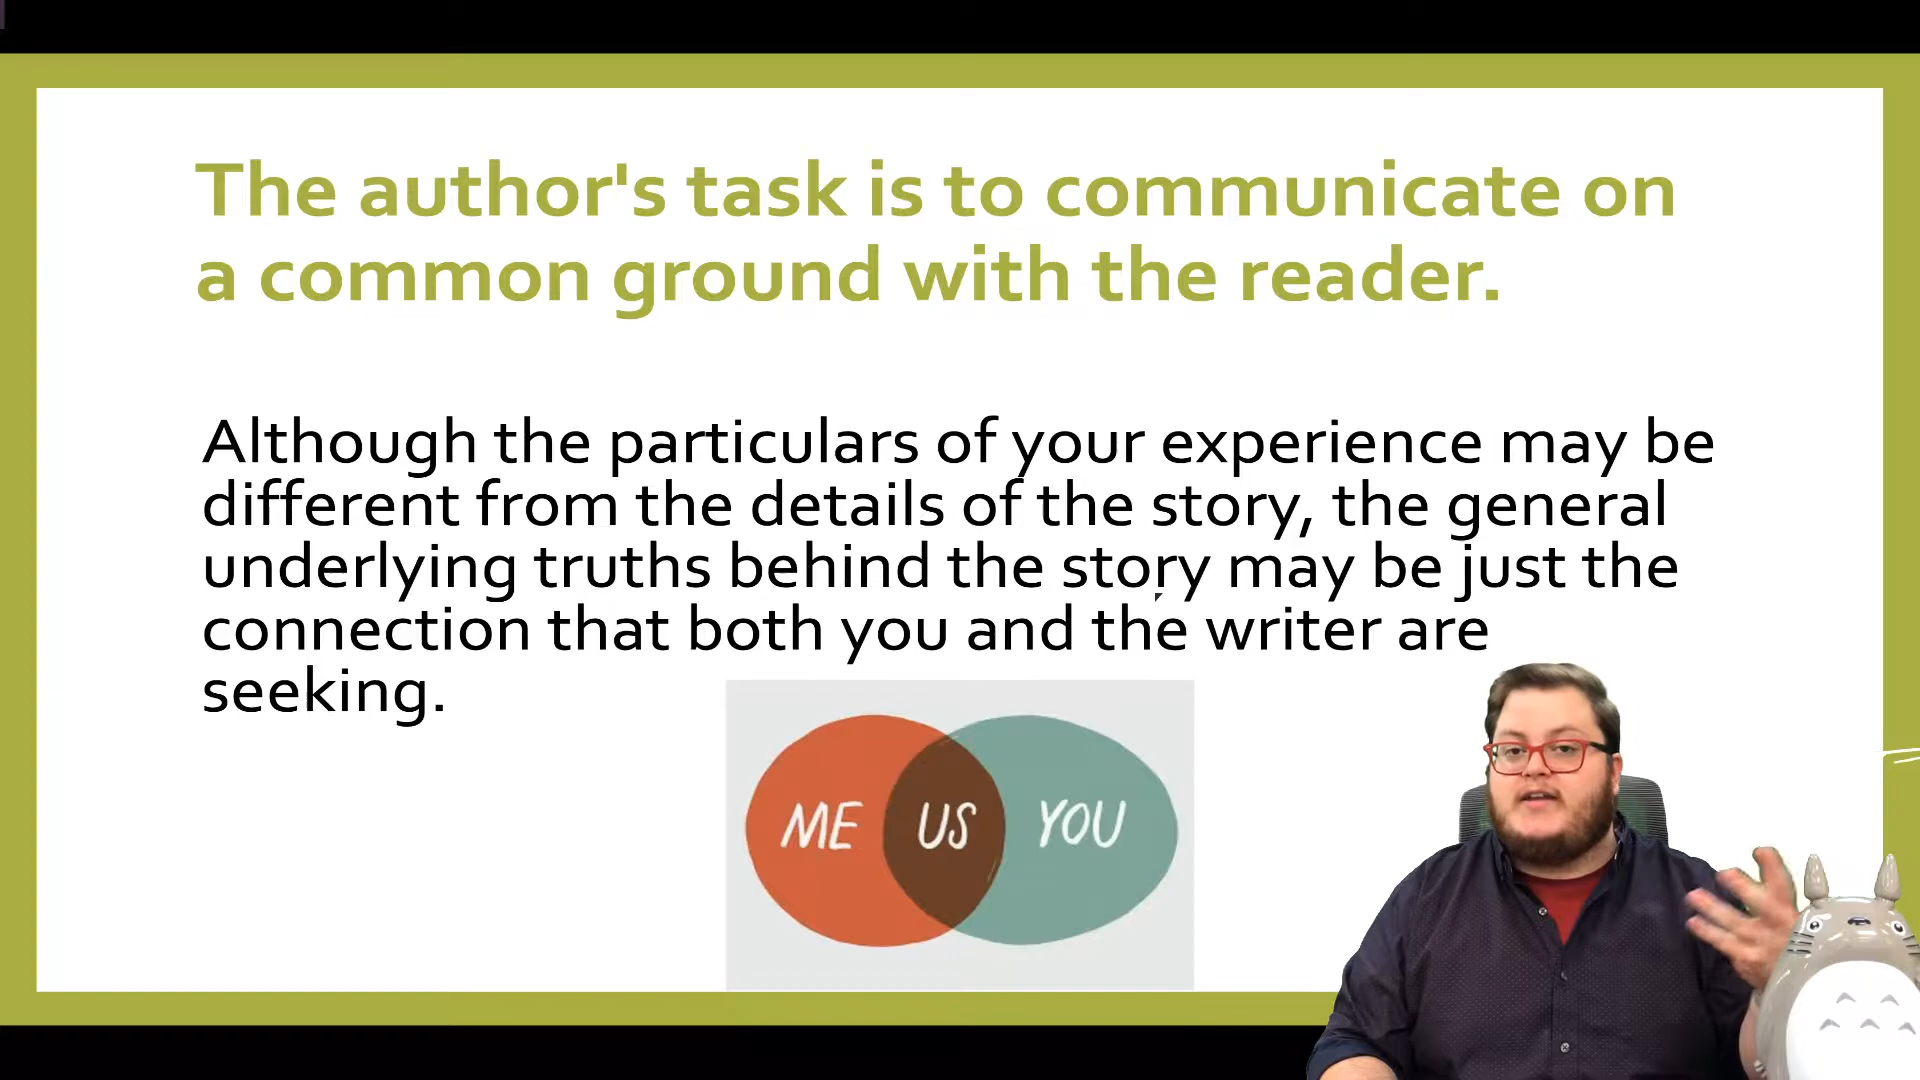 The author's task is to communicate on
a common ground with the reader.
Although the particulars of your experience may be
different from the details of the story, the general
underlying truths behind the story may be just the
connection that both you and the writer are
seeking.
ME US YOU